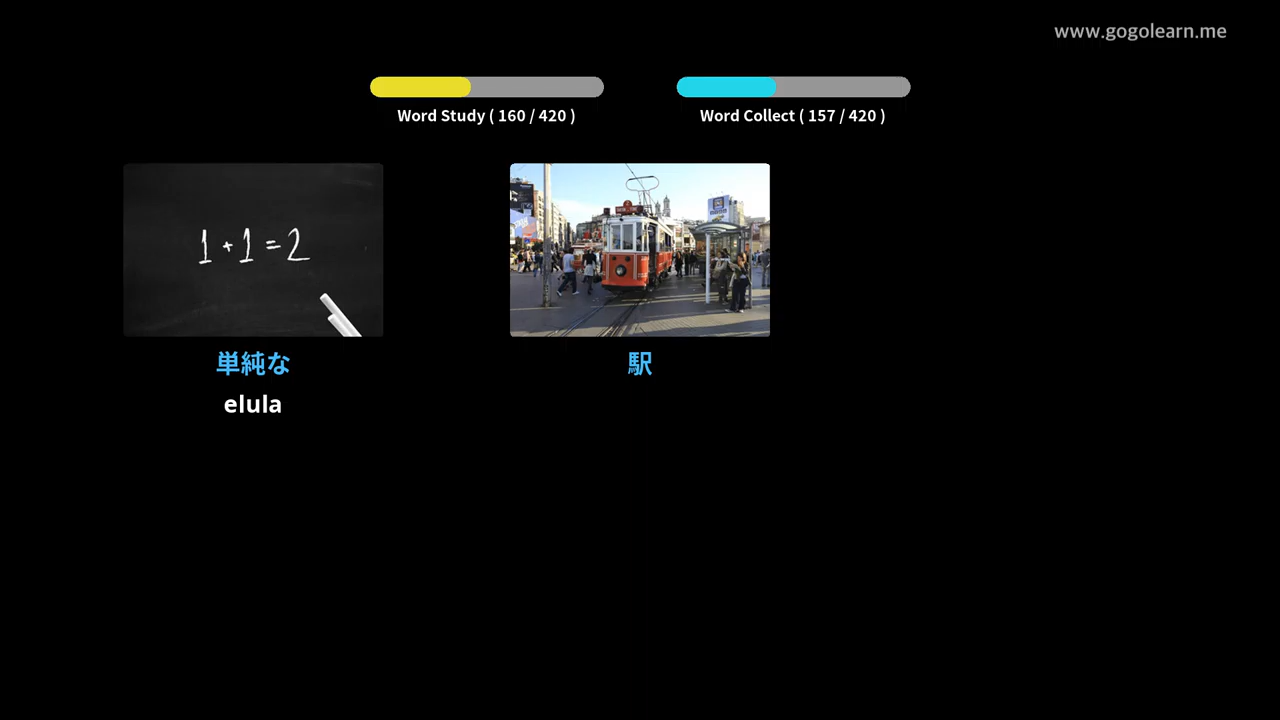 www.gogolearn.me
Word Study ( 160 / 420 )
Word Collect ( 157 / 420 )
1 + 1 = 2
単純な
elula
駅